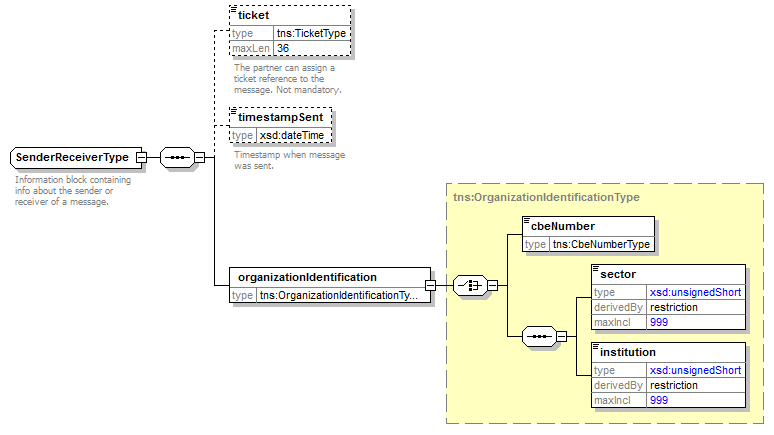 ticket
type tns:TicketType
maxLen 36
The partner can assign a
ticket reference to the
message. Not mandatory.
timestampSent
type xsd:dateTime
Timestamp when message
was sent.
SenderReceiverType
Information block containing
info about the sender or
receiver of a message.
tns:OrganizationIdentificationType
cbeNumber
type tns:CbeNumberType
organizationIdentification
type tns:OrganizationIdentificationTy...
sector
type xsd:unsignedShort
derivedBy restriction
maxIncl 999
institution
type xsd:unsignedShort
derivedBy restriction
maxIncl 999